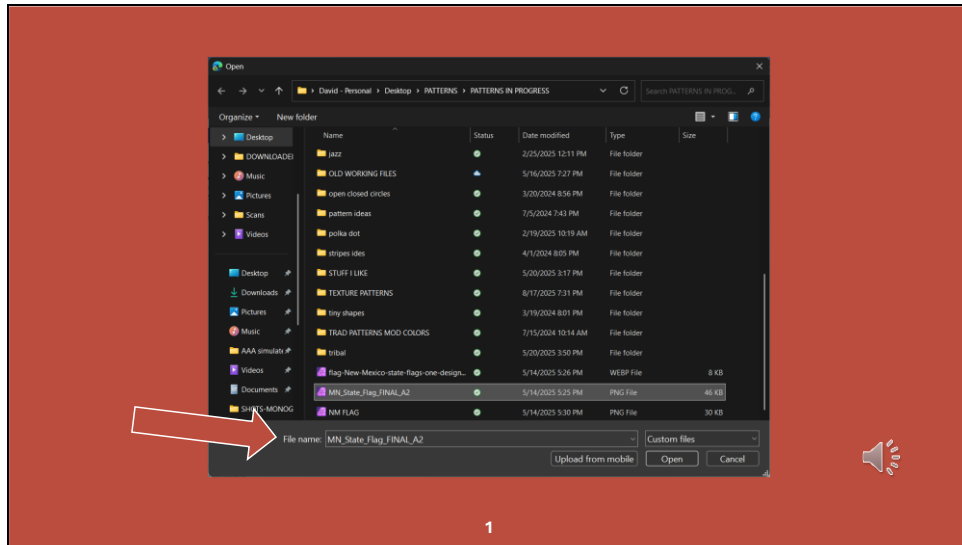 Open
David - Personal > Desktop > PATTERNS > PATTERNS IN PROGRESS
Search PATTERNS IN PROG...
Organize New folder
Name Status Date modified Type Size
Desktop
DOWNLOADEI
Music
Pictures
Scans
Videos
Desktop
Downloads
Pictures
Music
AAA simulati
Videos
Documents
SHOTS-MONOG
jazz 2/25/2025 12:11 PM File folder
OLD WORKING FILES 5/16/2025 7:27 PM File folder
open closed circles 3/20/2024 8:56 PM File folder
pattern ideas 7/5/2024 7:43 PM File folder
polka dot 2/19/2025 10:19 AM File folder
stripes ides 4/1/2024 8:05 PM File folder
STUFF I LIKE 5/20/2025 3:17 PM File folder
TEXTURE PATTERNS 8/17/2025 7:31 PM File folder
tiny shapes 3/19/2024 8:01 PM File folder
TRAD PATTERNS MOD COLORS 7/15/2024 10:14 AM File folder
tribal 5/20/2025 3:50 PM File folder
flag-New-Mexico-state-flags-one-design... 5/14/2025 5:26 PM WEBP File 8 KB
MN_State_Flag_FINAL_A2 5/14/2025 5:25 PM PNG File 46 KB
NM FLAG 5/14/2025 5:30 PM PNG File 30 KB
File name: MN_State_Flag_FINAL_A2 Custom files
Upload from mobile Open Cancel
1